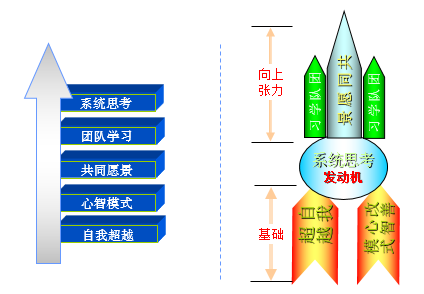 系统思考
团队学习
共同愿景
心智模式
自我超越
向上
张力
基础
团队学习
共同愿景
团队学习
系统思考
发动机
自我
超越
改善
心智
模式